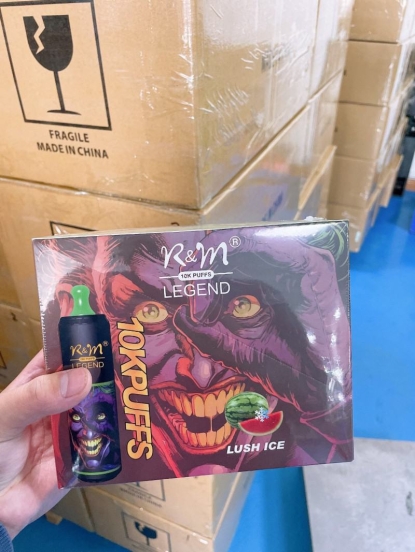 FRAGILE
MADE IN CHINA
R&M®
10K PUFFS
LEGEND
R&M
LEGEND
10KPUFFS
LUSH ICE